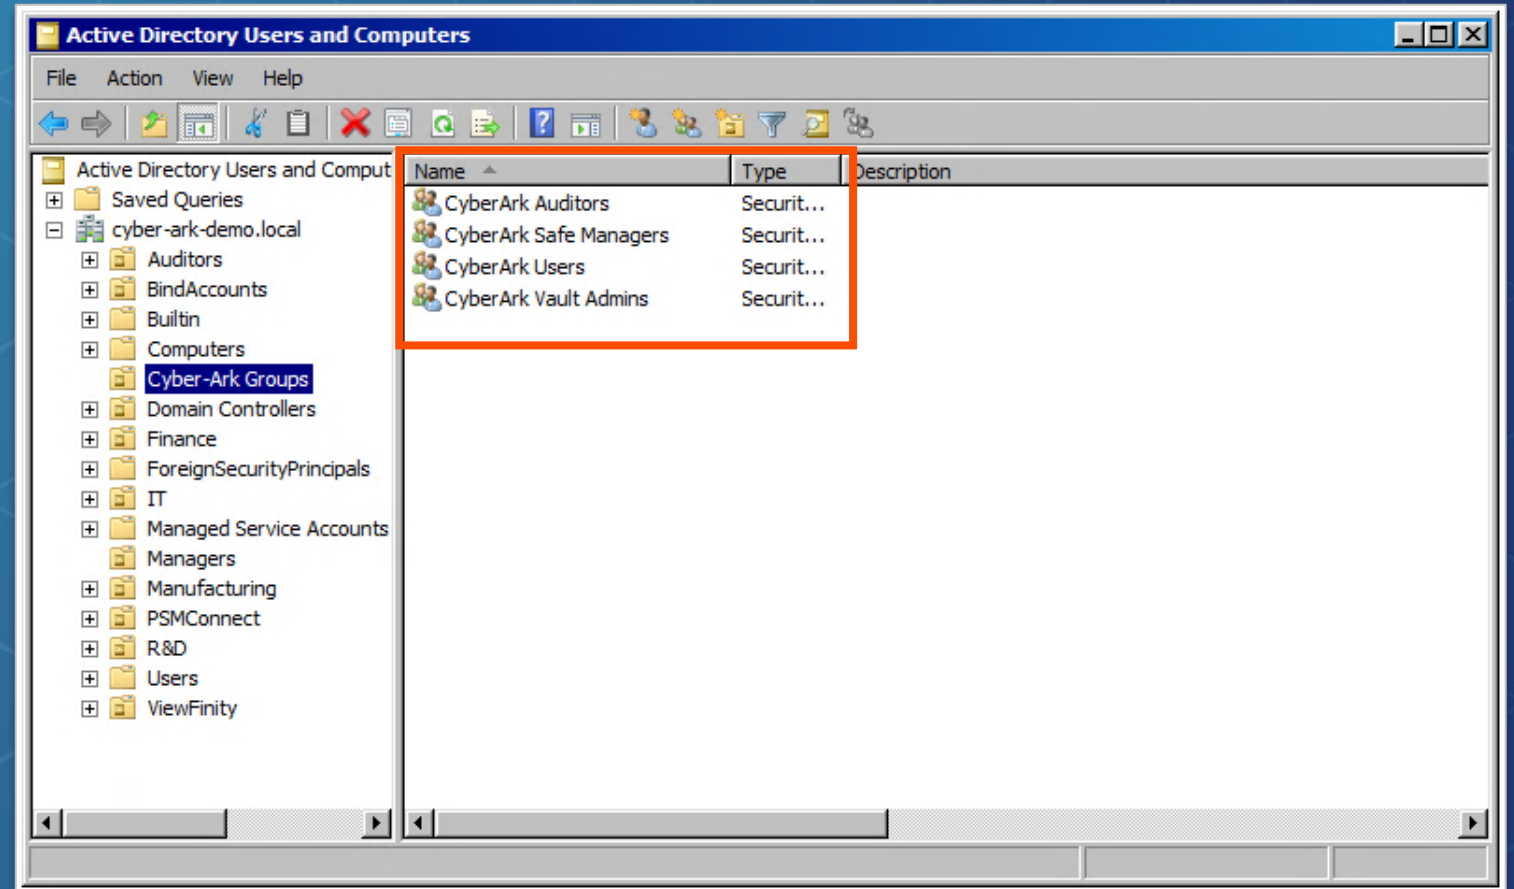 Active Directory Users and Computers
File Action View Help
Active Directory Users and Comput
Saved Queries
cyber-ark-demo.local
Auditors
BindAccounts
Builtin
Computers
Cyber-Ark Groups
Domain Controllers
Finance
ForeignSecurityPrincipals
IT
Managed Service Accounts
Managers
Manufacturing
PSMConnect
R&D
Users
ViewFinity
Name Type Description
CyberArk Auditors Securit...
CyberArk Safe Managers Securit...
CyberArk Users Securit...
CyberArk Vault Admins Securit...